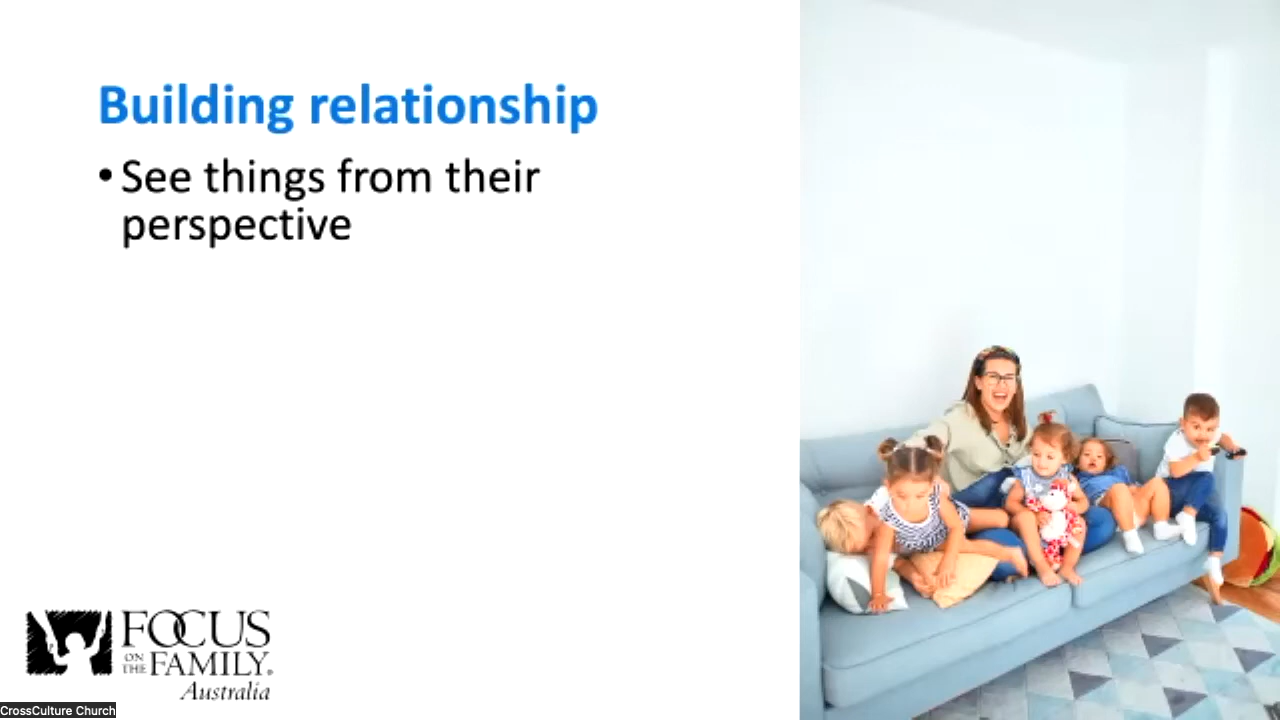 Building relationship
• See things from their
perspective
FOCUS
ON THE FAMILY®
Australia
CrossCulture Church